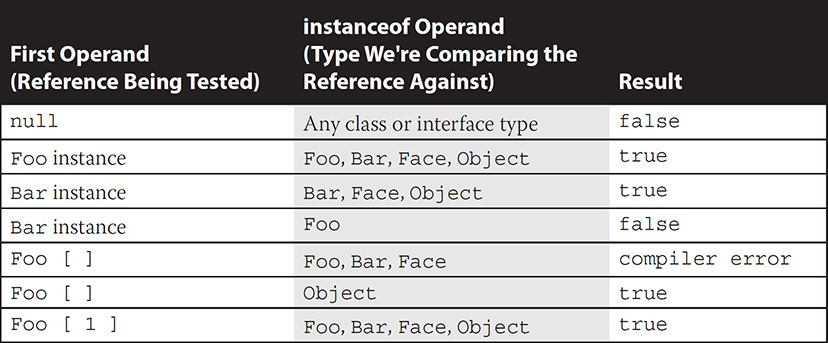 First Operand
(Reference Being Tested)
instanceof Operand
(Type We're Comparing the
Reference Against)
Result
null Any class or interface type false
Foo instance Foo, Bar, Face, Object true
Bar instance Bar, Face, Object true
Bar instance Foo false
Foo [ ] Foo, Bar, Face compiler error
Foo [ ] Object true
Foo [ 1 ] Foo, Bar, Face, Object true